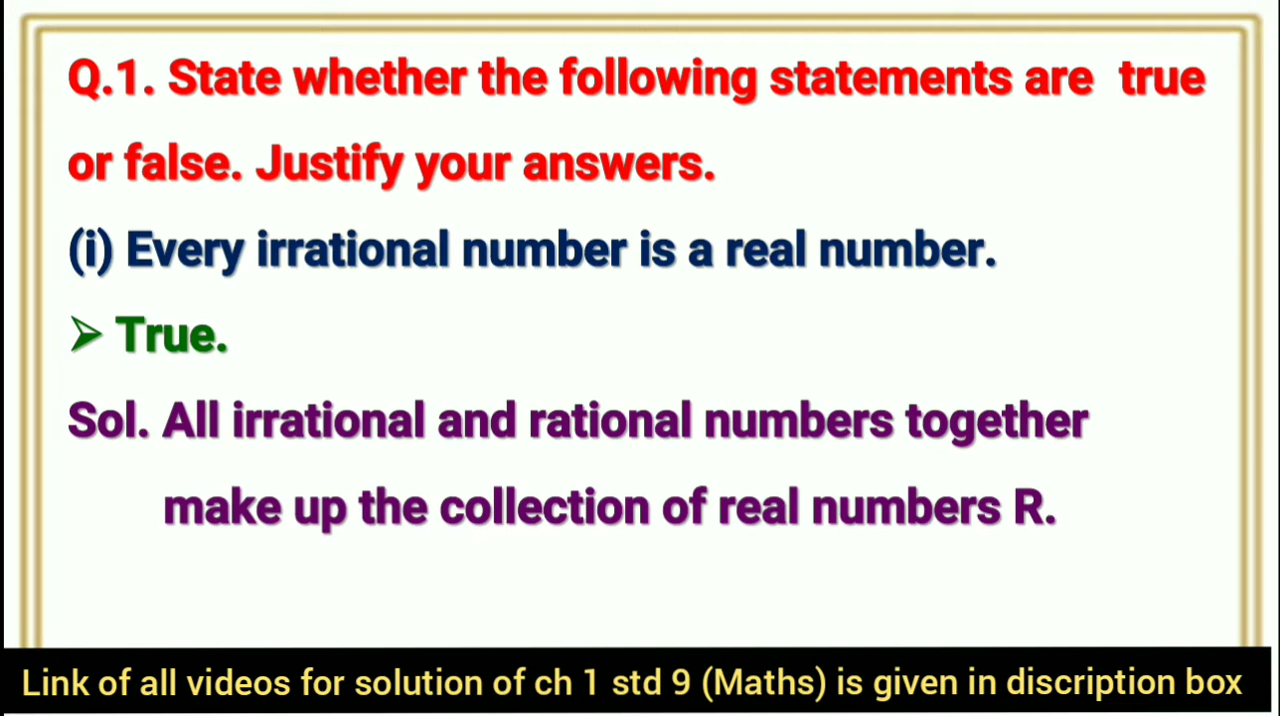 Q.1. State whether the following statements are true
or false. Justify your answers.
(i) Every irrational number is a real number.
➢ True.
Sol. All irrational and rational numbers together
make up the collection of real numbers R.
Link of all videos for solution of ch 1 std 9 (Maths) is given in discription box